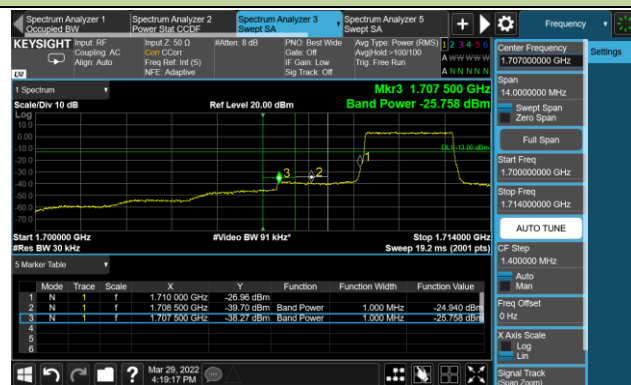 Spectrum Analyzer 1
Occupied BW
Spectrum Analyzer 2
Power Stat CCDF
Spectrum Analyzer 3
Swept SA
Spectrum Analyzer 5
Swept SA
Frequency
KEYSIGHT
Input: RF
Coupling: AC
Align: Auto
Input Z: 50 Ω
Corr CCorr
Freq Ref: Int (S)
NFE: Adaptive
#Atten: 8 dB
PNO: Best Wide
Gate: Off
IF Gain: Low
Sig Track: Off
Avg Type: Power (RMS)
Avg|Hold:>100/100
Trig: Free Run
1 2 3 4 5 6
A W W W W W
A N N N N N
LXI
1 Spectrum
Scale/Div 10 dB
Log
Ref Level 20.00 dBm
Mkr3 1.707 500 GHz
Band Power -25.758 dBm
10.0
0.00
-10.0
-20.0
-30.0
-40.0
-50.0
-60.0
-70.0
DL1 -13.00 dBm
1
2
3
Start 1.700000 GHz
#Res BW 30 kHz
#Video BW 91 kHz*
Stop 1.714000 GHz
Sweep 19.2 ms (2001 pts)
5 Marker Table
Mode Trace Scale X Y Function Function Width Function Value
1 N 1 f 1.710 000 GHz -26.96 dBm
2 N 1 f 1.708 500 GHz -39.70 dBm Band Power 1.000 MHz -24.940 dBm
3 N 1 f 1.707 500 GHz -38.27 dBm Band Power 1.000 MHz -25.758 dBm
4
5
6
Mar 29, 2022
4:19:17 PM
Center Frequency
1.707000000 GHz
Settings
Span
14.0000000 MHz
Swept Span
Zero Span
Full Span
Start Freq
1.700000000 GHz
Stop Freq
1.714000000 GHz
AUTO TUNE
CF Step
1.400000 MHz
Auto
Man
Freq Offset
0 Hz
X Axis Scale
Log
Lin
Signal Track
(Span Zoom)